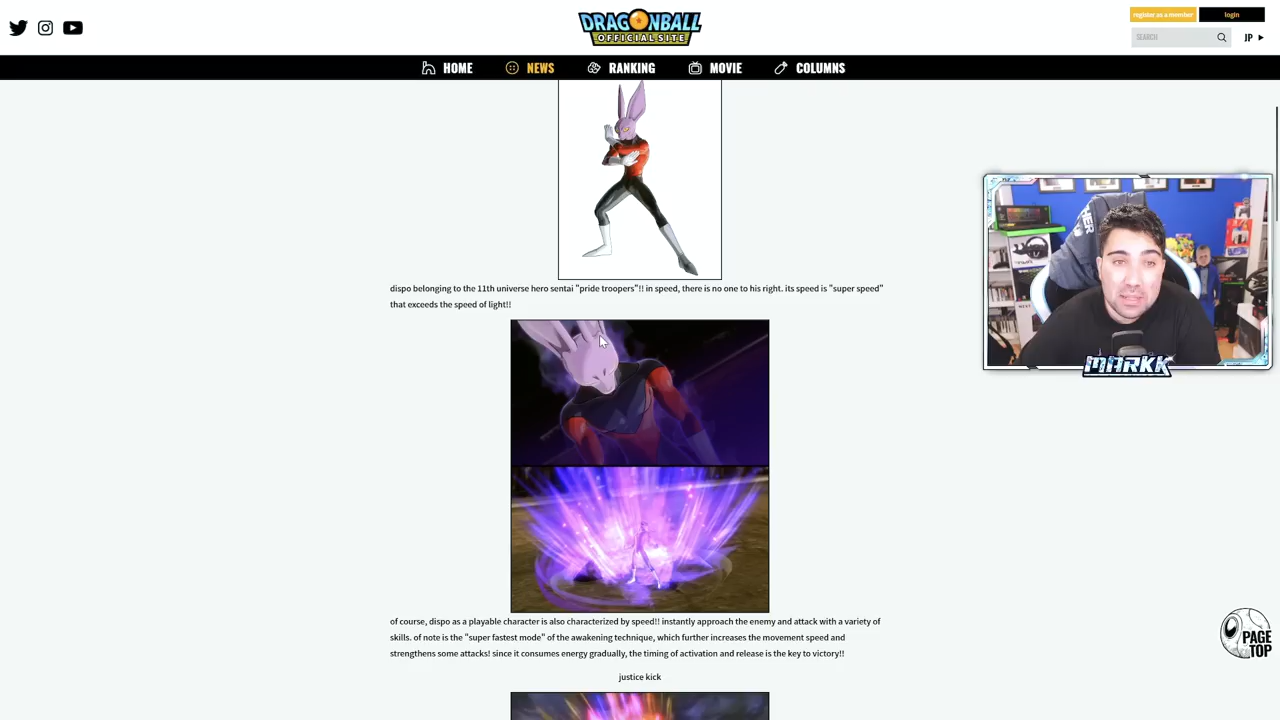 DRAGONBALL
OFFICIAL SITE
register as a member
login
SEARCH
JP
HOME
NEWS
RANKING
MOVIE
COLUMNS
dispo belonging to the 11th universe hero sentai "pride troopers"!! in speed, there is no one to his right. its speed is "super speed"
that exceeds the speed of light!!
MARKK
of course, dispo as a playable character is also characterized by speed!! instantly approach the enemy and attack with a variety of
skills. of note is the "super fastest mode" of the awakening technique, which further increases the movement speed and
strengthens some attacks! since it consumes energy gradually, the timing of activation and release is the key to victory!!
PAGE
TOP
justice kick